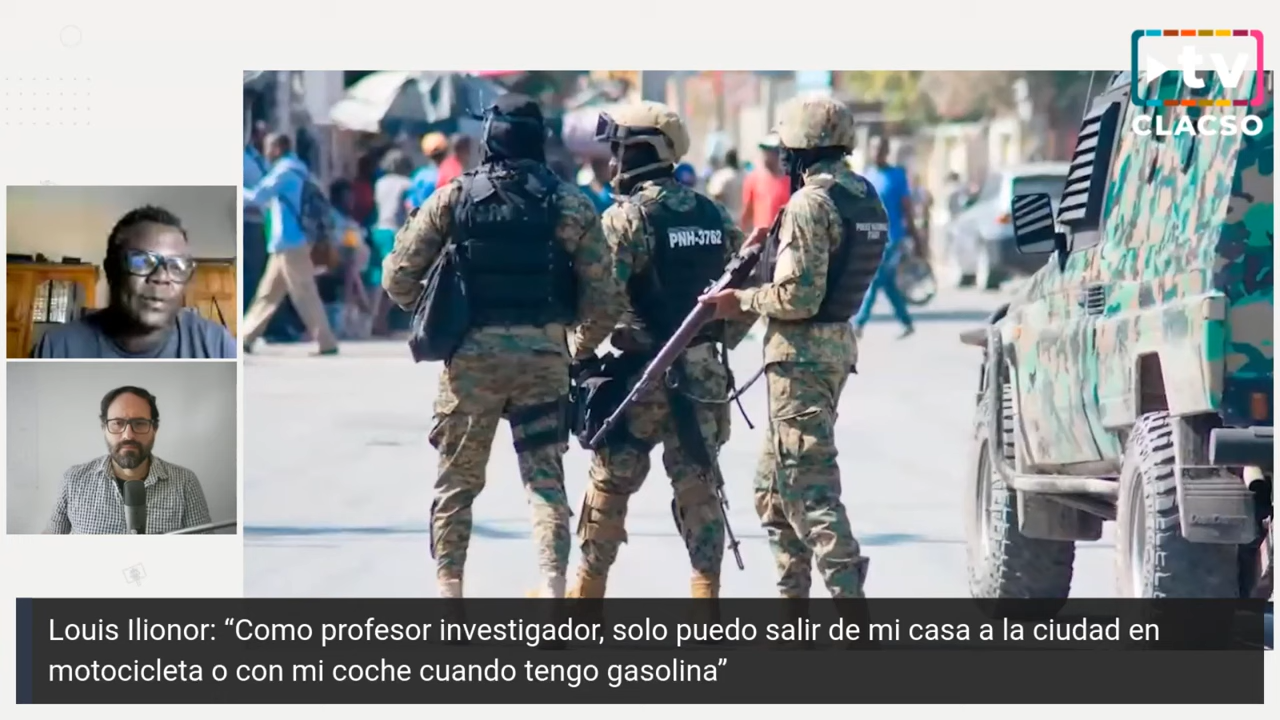 tv
CLACSO
PNH-3762
Louis Ilionor: “Como profesor investigador, solo puedo salir de mi casa a la ciudad en
motocicleta o con mi coche cuando tengo gasolina”